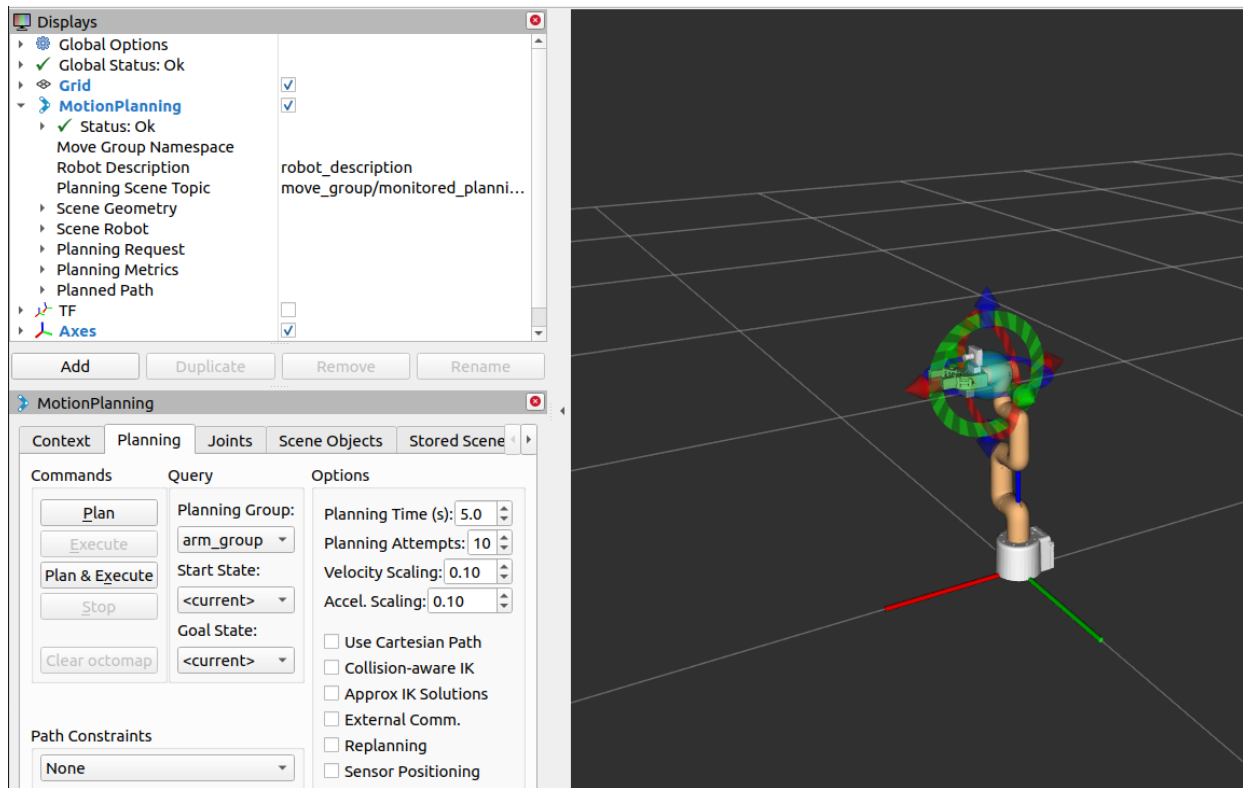 Displays
Global Options
Global Status: Ok
Grid
MotionPlanning
Status: Ok
Move Group Namespace
Robot Description robot_description
Planning Scene Topic move_group/monitored_planni...
Scene Geometry
Scene Robot
Planning Request
Planning Metrics
Planned Path
TF
Axes
Add Duplicate Remove Rename
MotionPlanning
Context Planning Joints Scene Objects Stored Scene
Commands Query Options
Plan
Execute
Plan & Execute
Stop
Clear octomap
Planning Group:
arm_group
Start State:
<current>
Goal State:
<current>
Planning Time (s): 5.0
Planning Attempts: 10
Velocity Scaling: 0.10
Accel. Scaling: 0.10
Use Cartesian Path
Collision-aware IK
Approx IK Solutions
External Comm.
Replanning
Sensor Positioning
Path Constraints
None